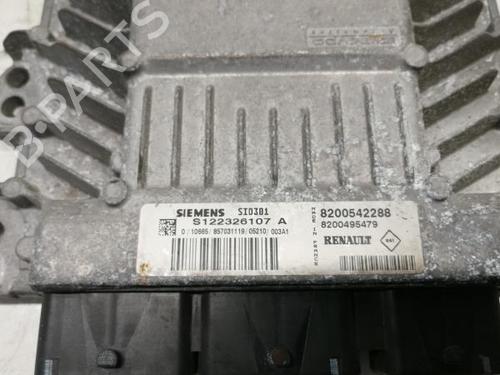 SIEMENS SID301
S122326107 A
0/10665/857031119/05210/003A1
MADE IN FRANCE
8200542288
8200495479
RENAULT
B-PARTS